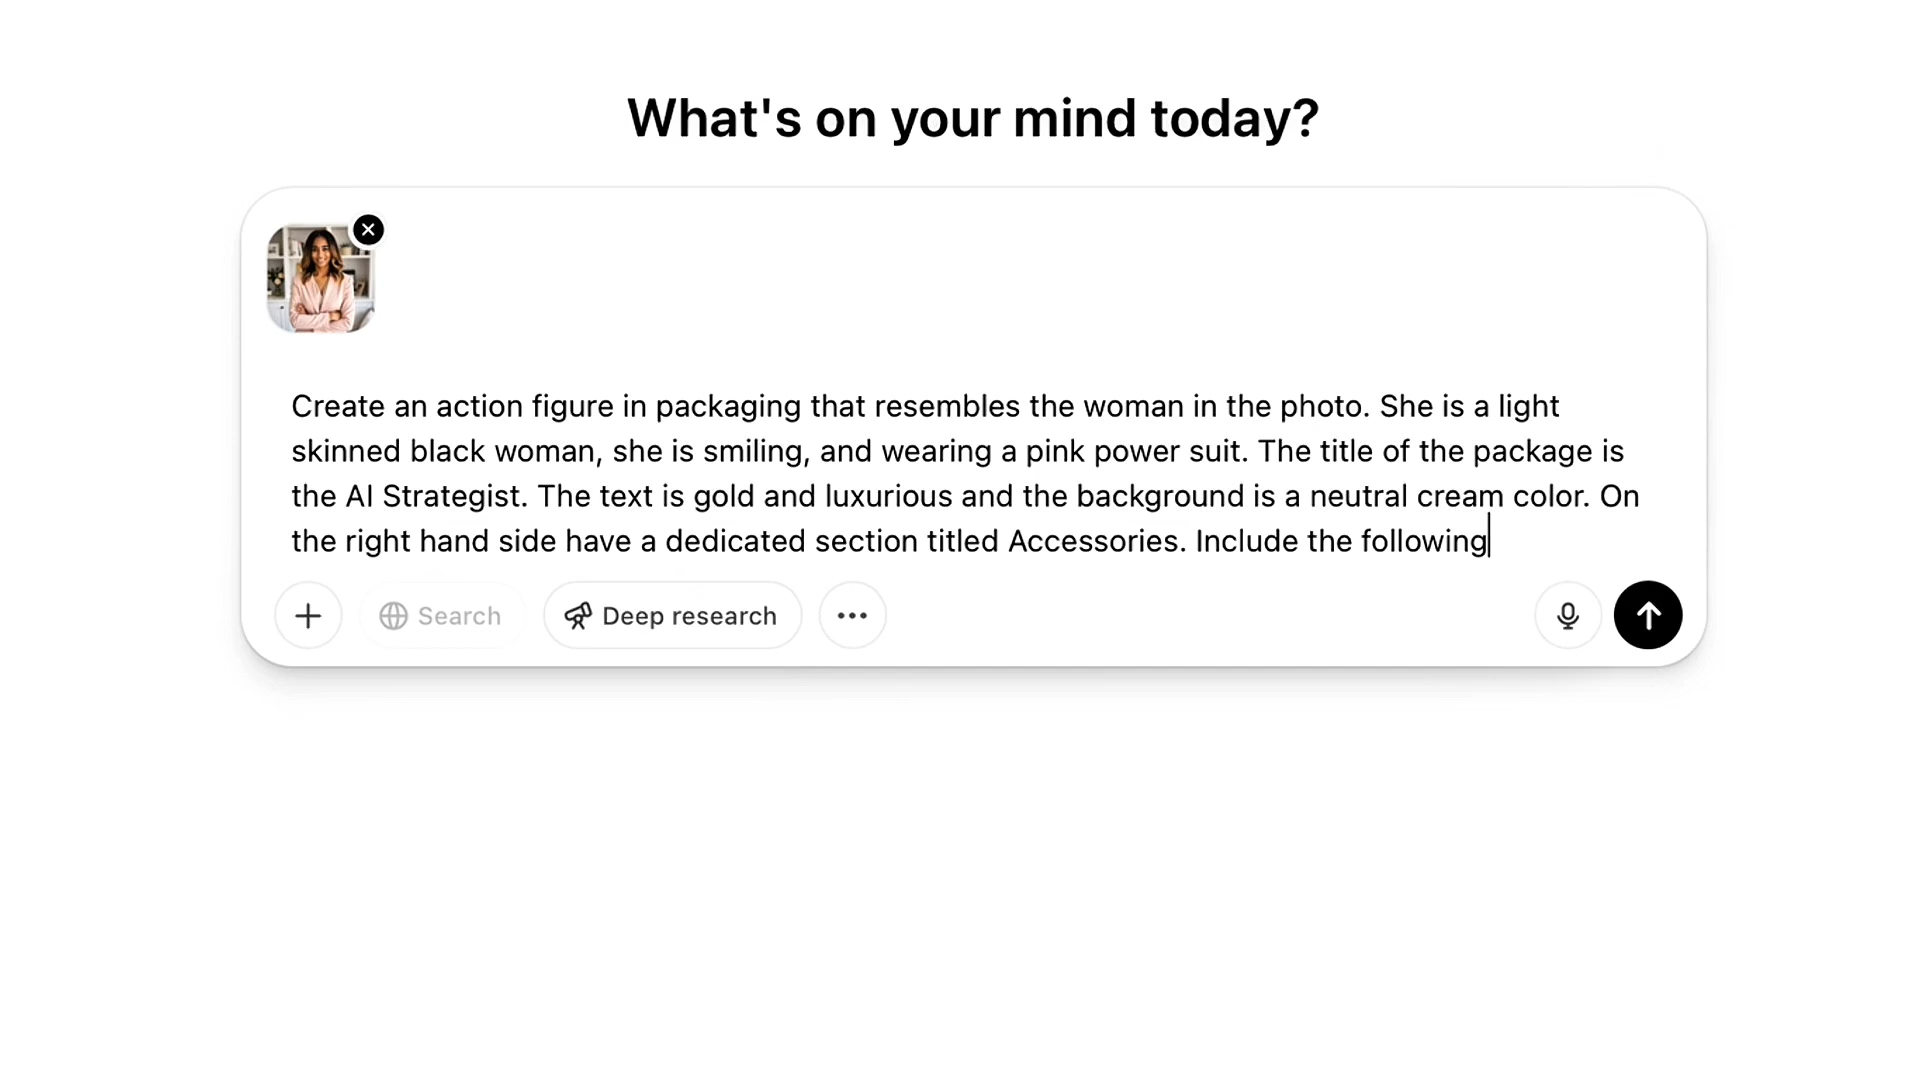 What's on your mind today?
Create an action figure in packaging that resembles the woman in the photo. She is a light
skinned black woman, she is smiling, and wearing a pink power suit. The title of the package is
the AI Strategist. The text is gold and luxurious and the background is a neutral cream color. On
the right hand side have a dedicated section titled Accessories. Include the following
Search Deep research